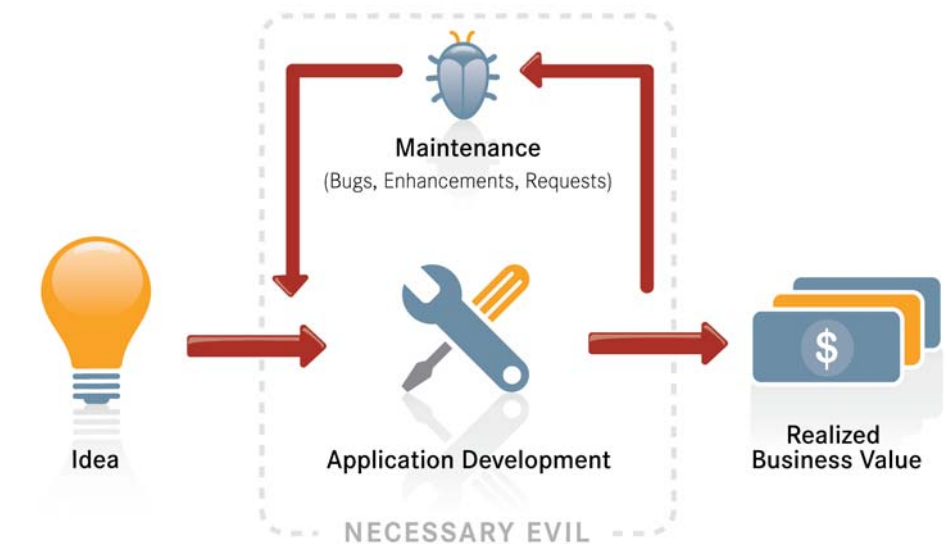 Maintenance
(Bugs, Enhancements, Requests)
$
Idea
Application Development
Realized
Business Value
NECESSARY EVIL